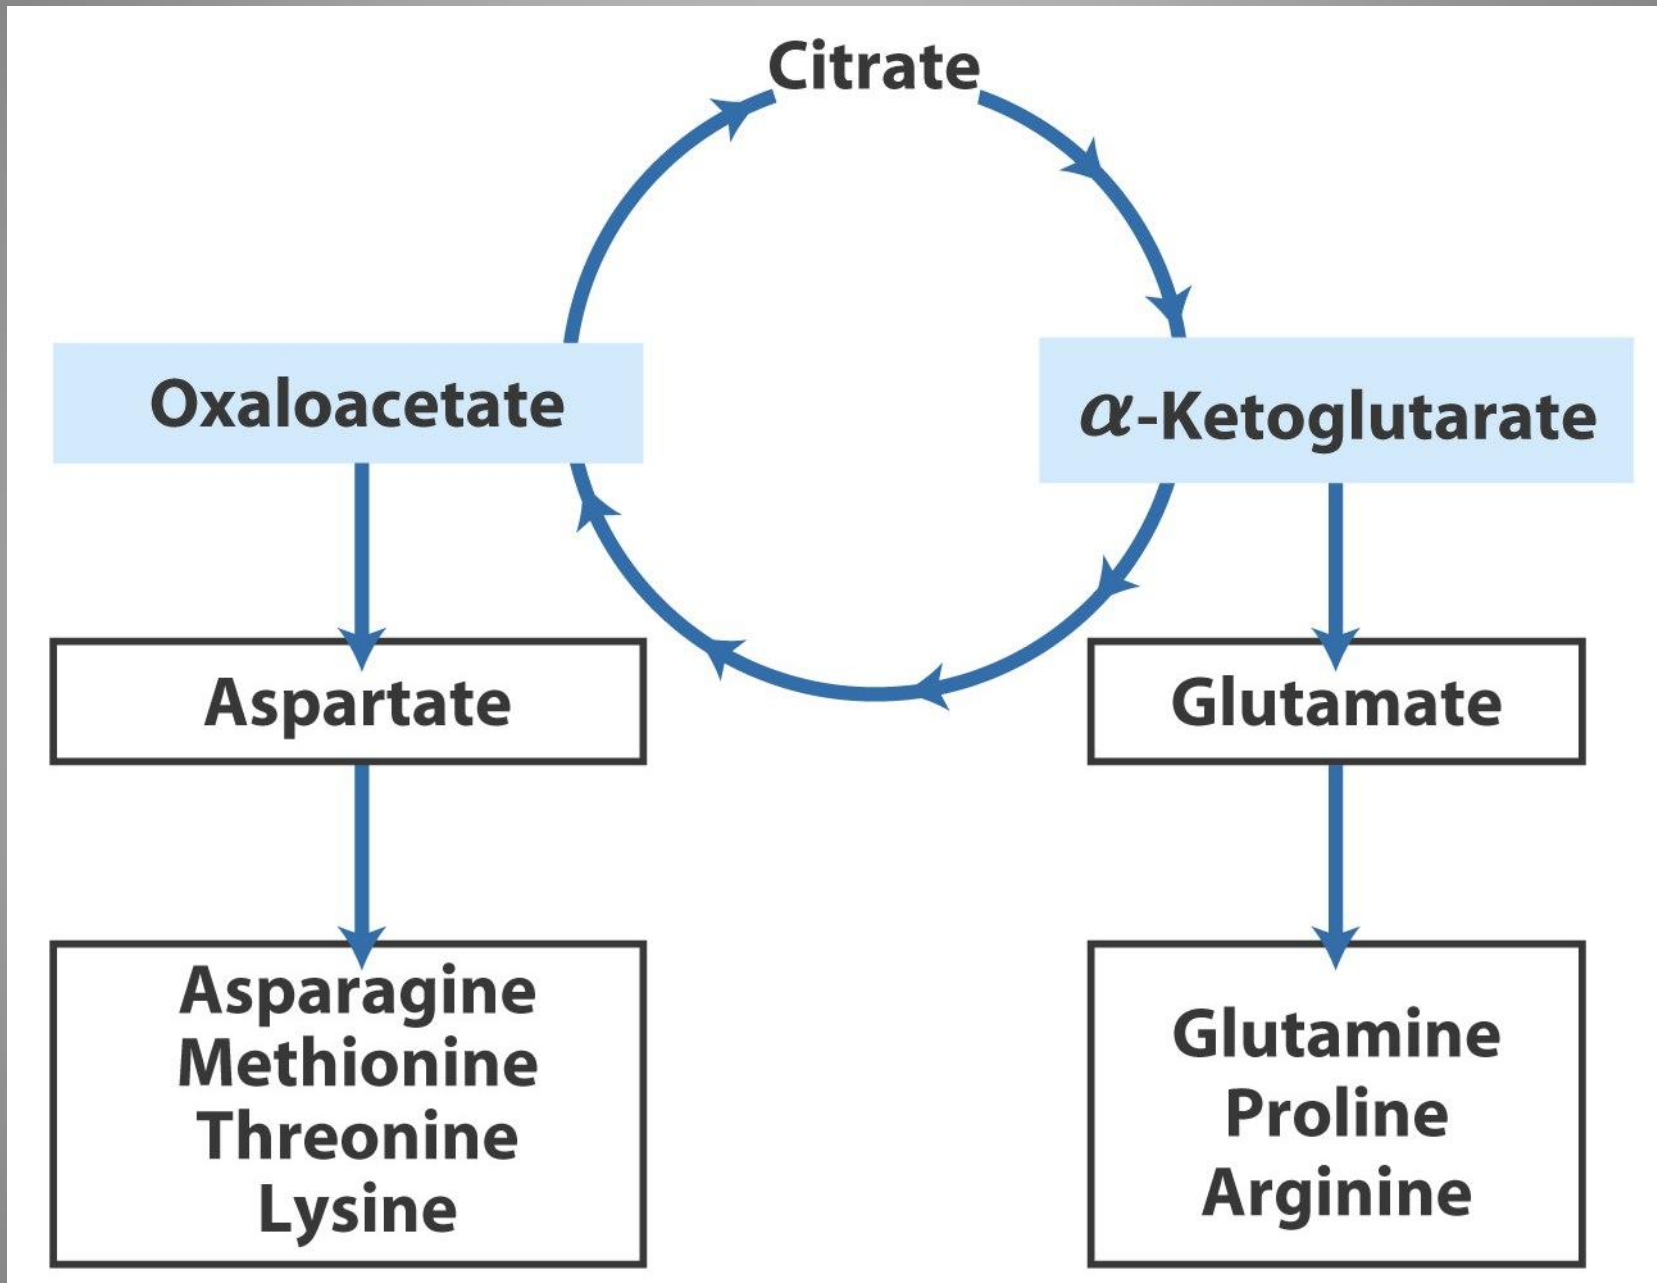 Citrate
Oxaloacetate
α-Ketoglutarate
Aspartate
Glutamate
Asparagine
Methionine
Threonine
Lysine
Glutamine
Proline
Arginine